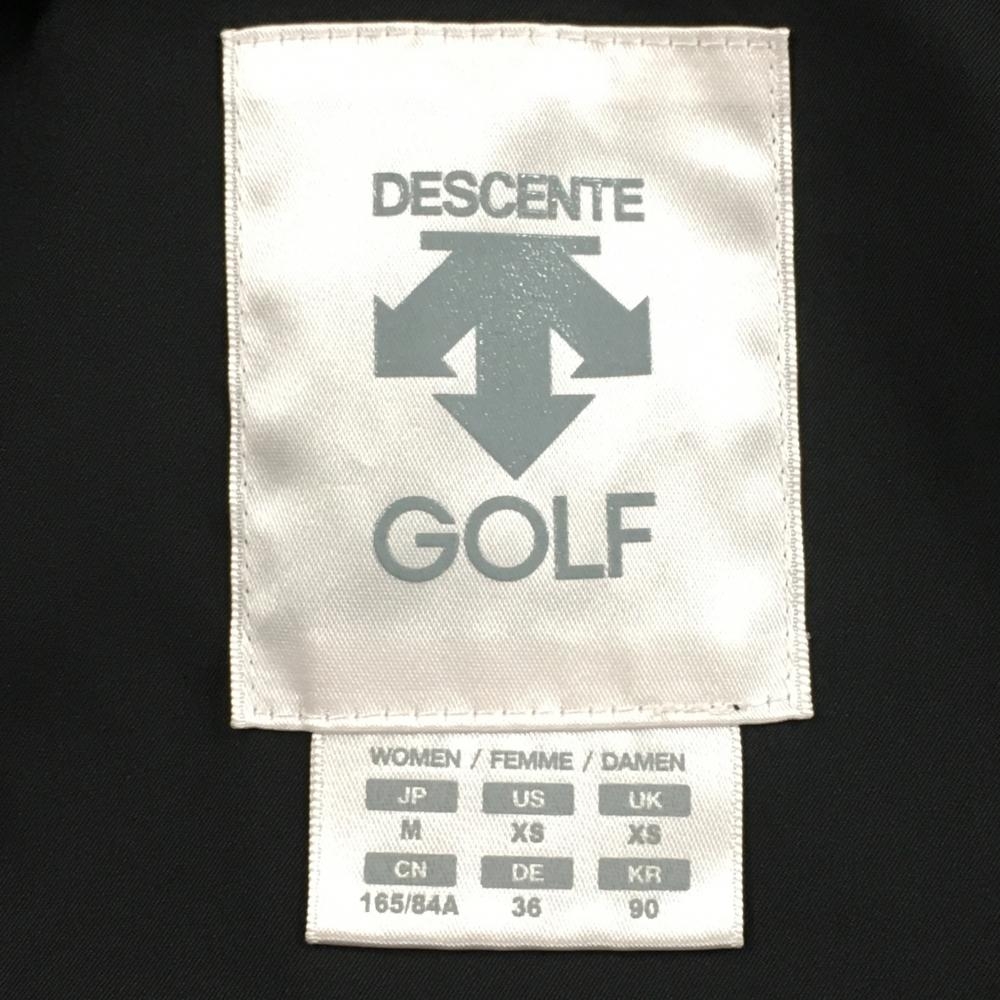 DESCENTE
GOLF
WOMEN / FEMME / DAMEN
JP US UK
M XS XS
CN DE KR
165/84A 36 90